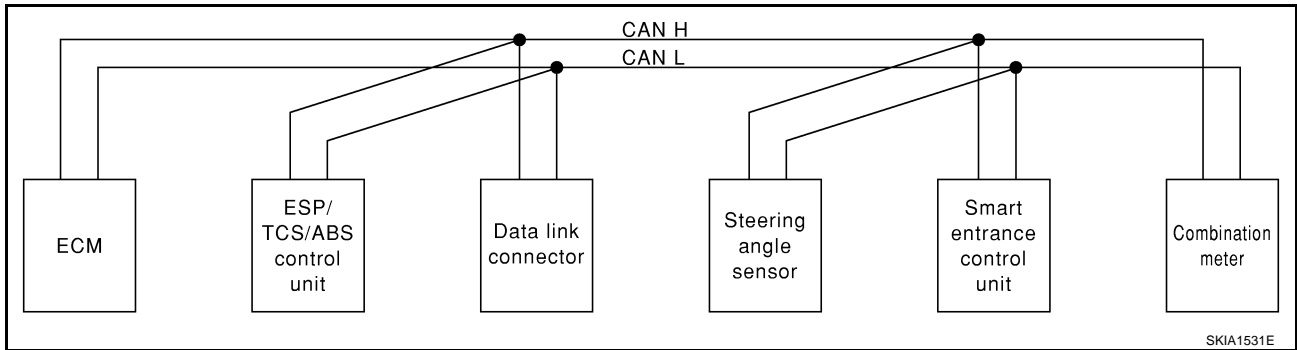 CAN H
CAN L
ECM
ESP/
TCS/ABS
control
unit
Data link
connector
Steering
angle
sensor
Smart
entrance
control
unit
Combination
meter
SKIA1531E